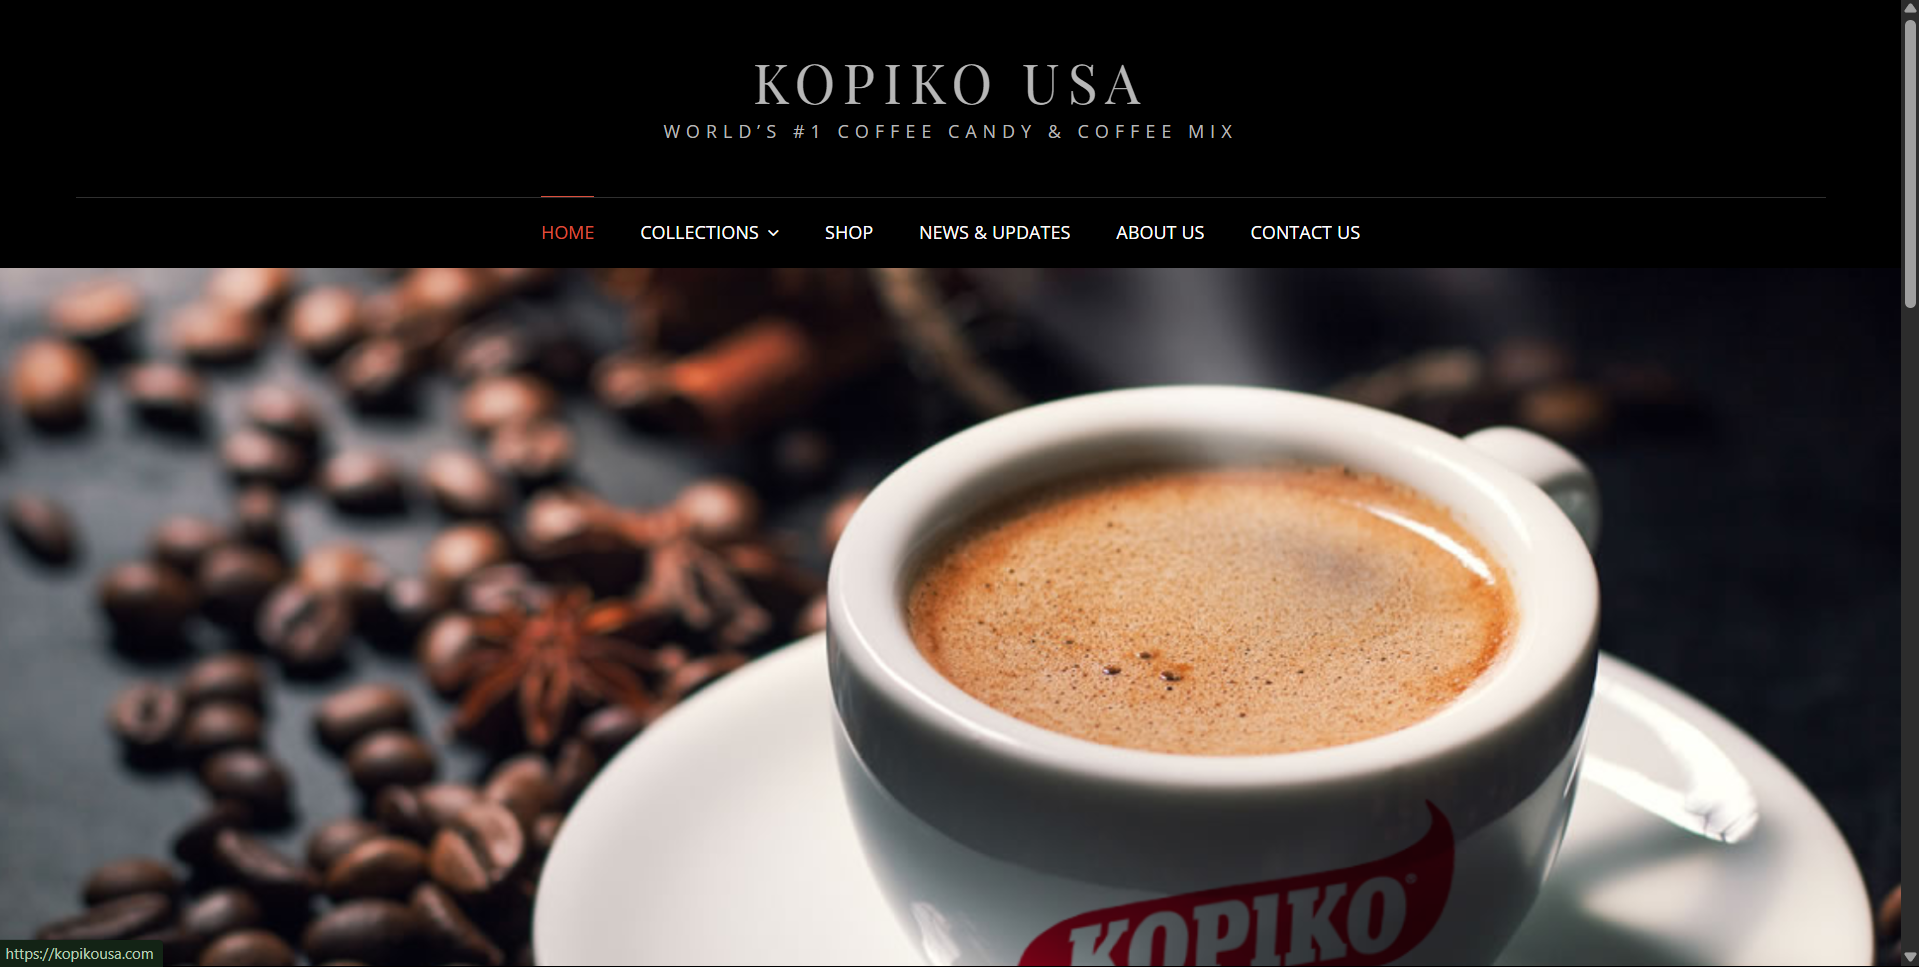 KOPIKO USA
WORLD’S #1 COFFEE CANDY & COFFEE MIX
HOME COLLECTIONS SHOP NEWS & UPDATES ABOUT US CONTACT US
KOPIKO®
https://kopikousa.com